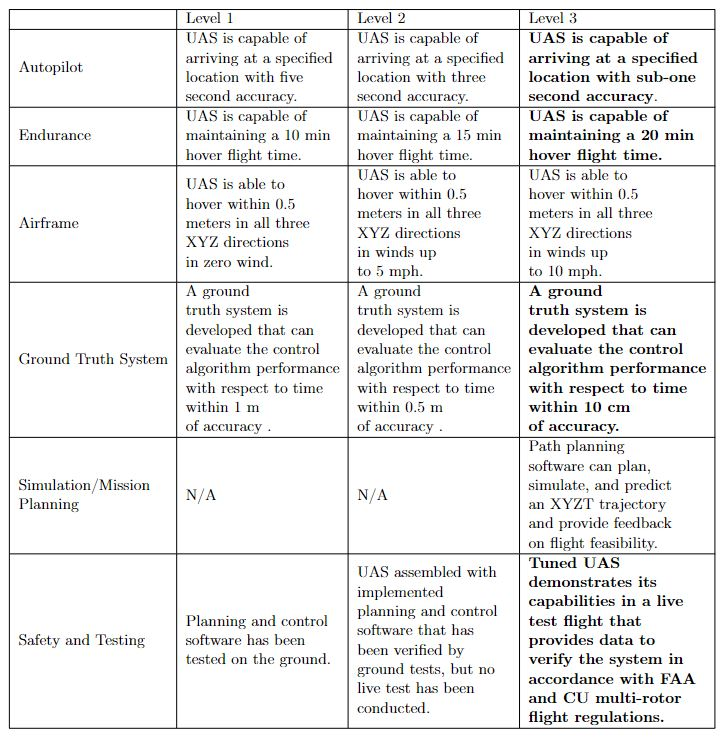 Level 1
Level 2
Level 3
Autopilot
UAS is capable of
arriving at a specified
location with five
second accuracy.
UAS is capable of
arriving at a specified
location with three
second accuracy.
UAS is capable of
arriving at a specified
location with sub-one
second accuracy.
Endurance
UAS is capable of
maintaining a 10 min
hover flight time.
UAS is capable of
maintaining a 15 min
hover flight time.
UAS is capable of
maintaining a 20 min
hover flight time.
Airframe
UAS is able to
hover within 0.5
meters in all three
XYZ directions
in zero wind.
UAS is able to
hover within 0.5
meters in all three
XYZ directions
in winds up
to 5 mph.
UAS is able to
hover within 0.5
meters in all three
XYZ directions
in winds up
to 10 mph.
Ground Truth System
A ground
truth system is
developed that can
evaluate the control
algorithm performance
with respect to time
within 1 m
of accuracy .
A ground
truth system is
developed that can
evaluate the control
algorithm performance
with respect to time
within 0.5 m
of accuracy .
A ground
truth system is
developed that can
evaluate the control
algorithm performance
with respect to time
within 10 cm
of accuracy.
Simulation/Mission
Planning
N/A
N/A
Path planning
software can plan,
simulate, and predict
an XYZT trajectory
and provide feedback
on flight feasibility.
Safety and Testing
Planning and control
software has been
tested on the ground.
UAS assembled with
implemented
planning and control
software that has
been verified by
ground tests, but no
live test has been
conducted.
Tuned UAS
demonstrates its
capabilities in a live
test flight that
provides data to
verify the system in
accordance with FAA
and CU multi-rotor
flight regulations.